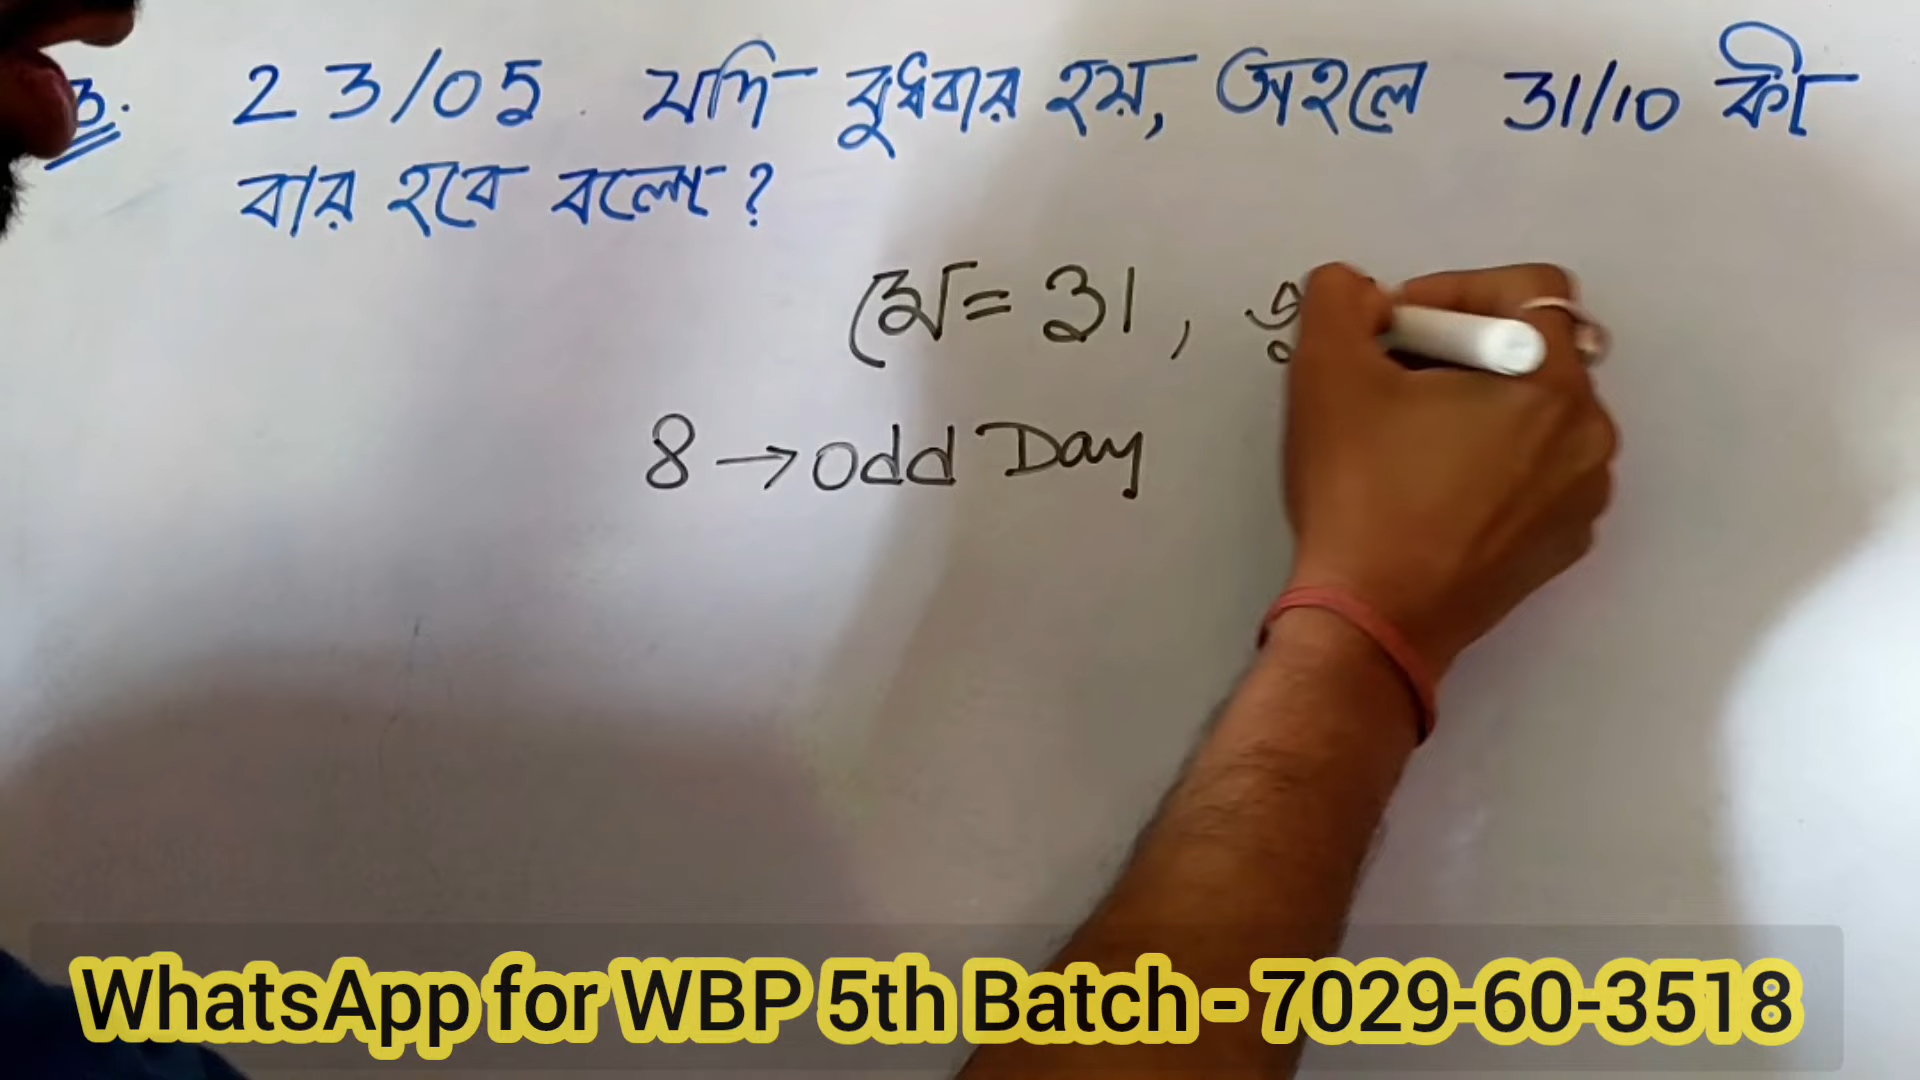 3. 23/05 যদি বুধবার হয়, তাহলে 31/10 কী
বার হবে বলো?
মে = 31, জু
8 → Odd Day
WhatsApp for WBP 5th Batch - 7029-60-3518